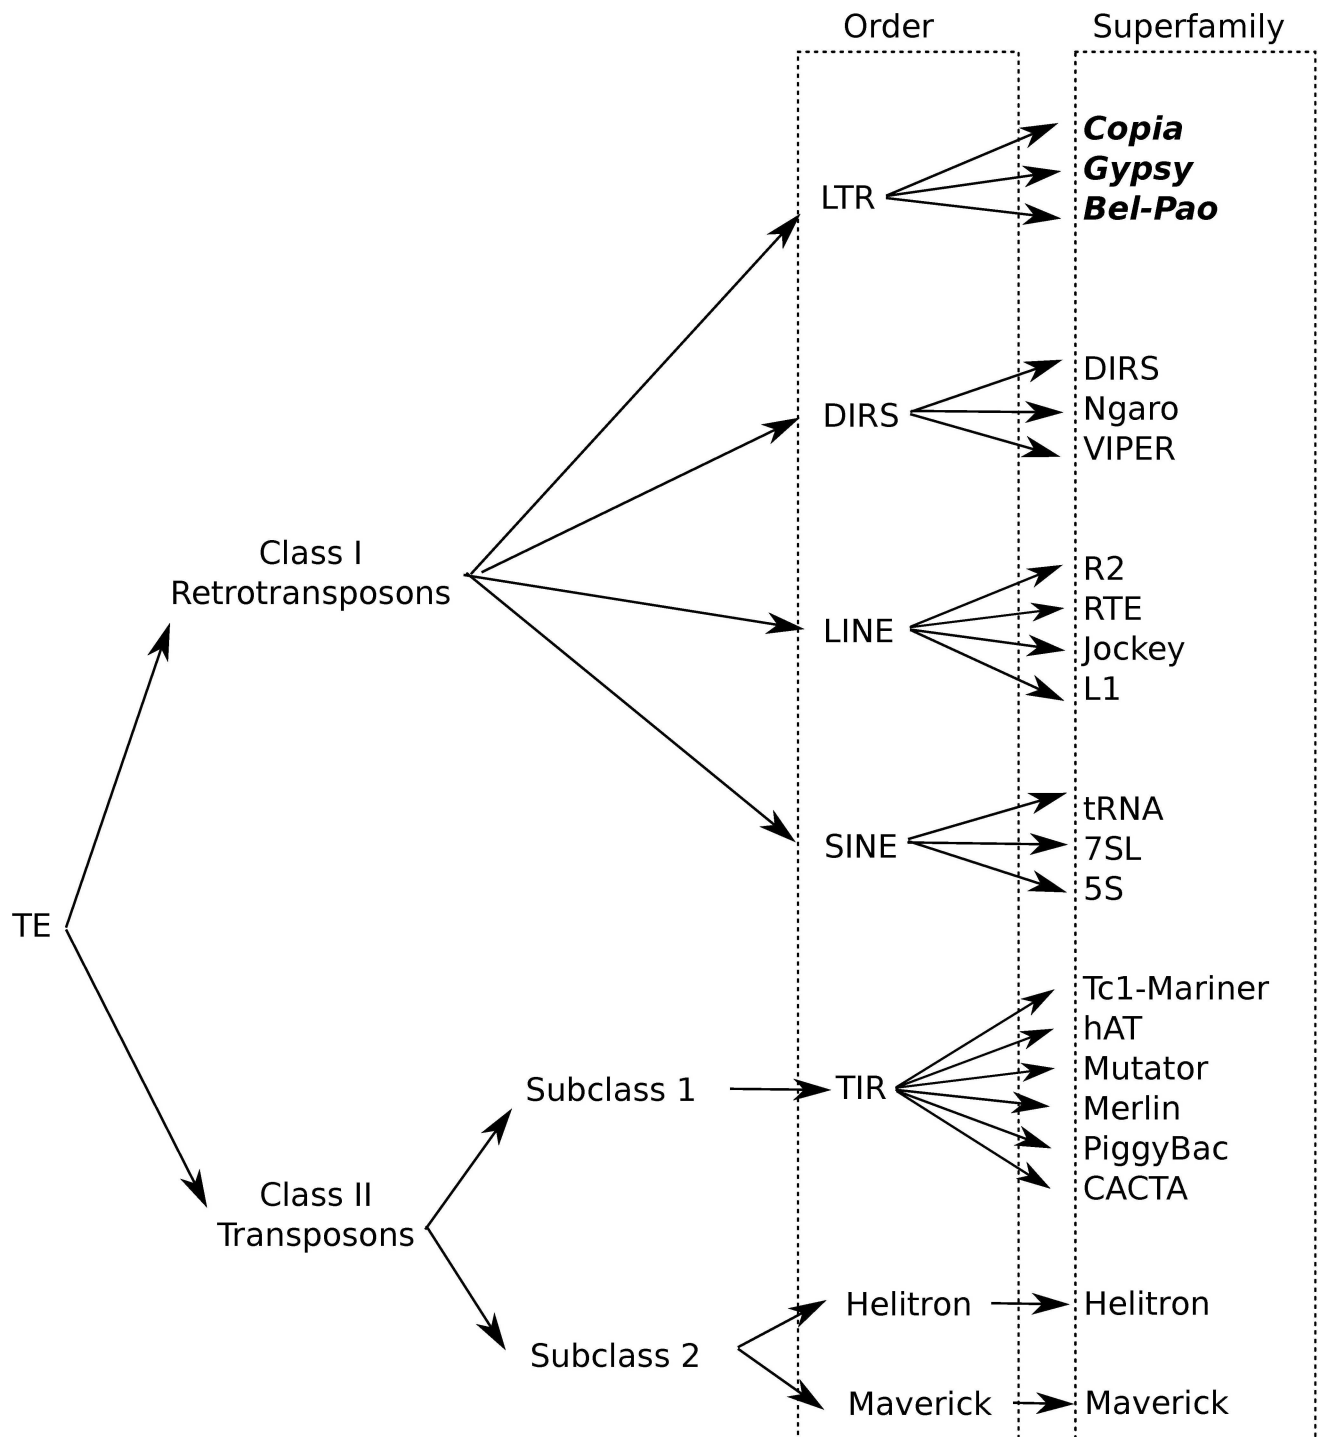 Order
Superfamily
Copia
Gypsy
Bel-Pao
LTR
DIRS
Ngaro
VIPER
DIRS
Class I
Retrotransposons
R2
RTE
Jockey
L1
LINE
tRNA
7SL
5S
SINE
TE
Tc1-Mariner
hAT
Mutator
Merlin
PiggyBac
CACTA
Subclass 1
TIR
Class II
Transposons
Helitron
Helitron
Subclass 2
Maverick
Maverick